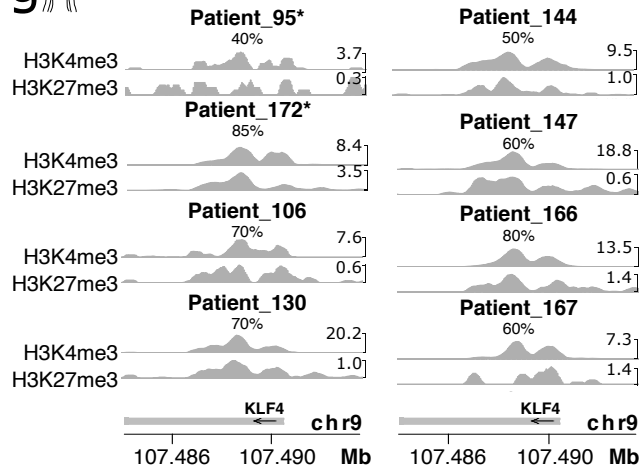 g
Patient_95*
40%
H3K4me3 3.7
H3K27me3 0.3
Patient_172*
85%
H3K4me3 8.4
H3K27me3 3.5
Patient_106
70%
H3K4me3 7.6
H3K27me3 0.6
Patient_130
70%
H3K4me3 20.2
H3K27me3 1.0
KLF4
chr9
107.486 107.490 Mb
Patient_144
50%
9.5
1.0
Patient_147
60%
18.8
0.6
Patient_166
80%
13.5
1.4
Patient_167
60%
7.3
1.4
KLF4
chr9
107.486 107.490 Mb